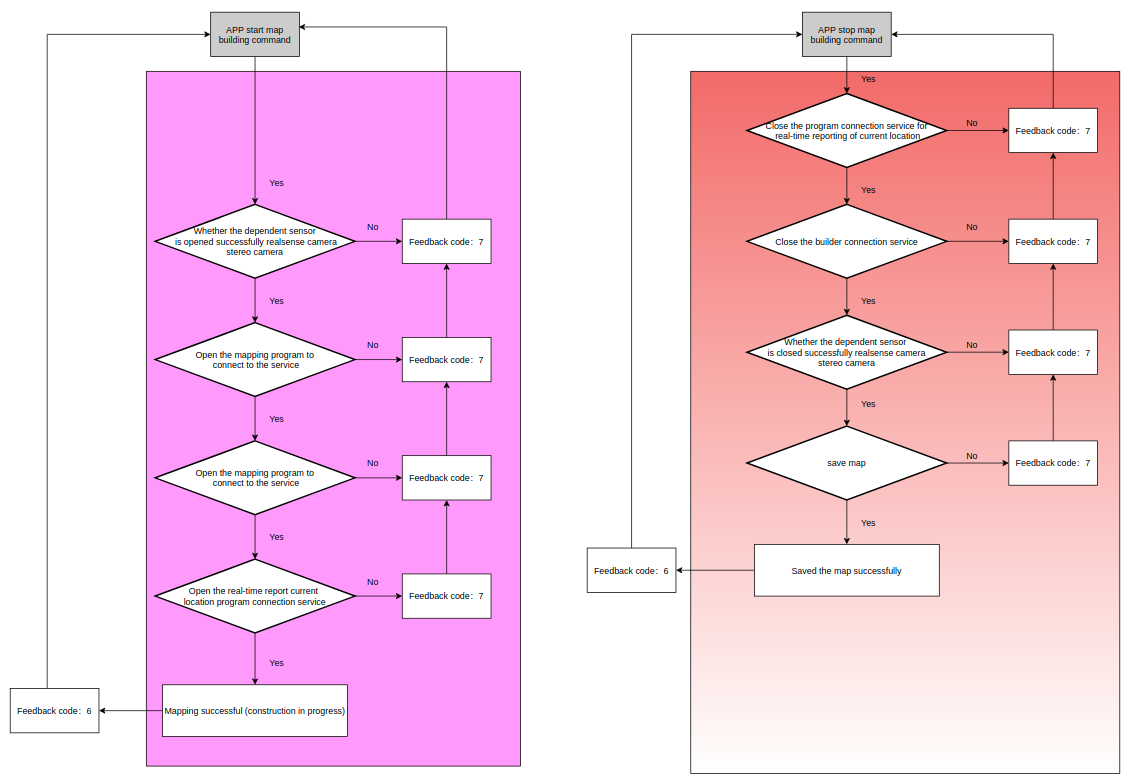 APP start map
building command
Yes
Whether the dependent sensor
is opened successfully realsense camera
stereo camera
No
Feedback code: 7
Yes
Open the mapping program to
connect to the service
No
Feedback code: 7
Yes
Open the mapping program to
connect to the service
No
Feedback code: 7
Yes
Open the real-time report current
location program connection service
No
Feedback code: 7
Yes
Mapping successful (construction in progress)
Feedback code: 6
APP stop map
building command
Yes
Close the program connection service for
real-time reporting of current location
No
Feedback code: 7
Yes
Close the builder connection service
No
Feedback code: 7
Yes
Whether the dependent sensor
is closed successfully realsense camera
stereo camera
No
Feedback code: 7
Yes
save map
No
Feedback code: 7
Yes
Saved the map successfully
Feedback code: 6